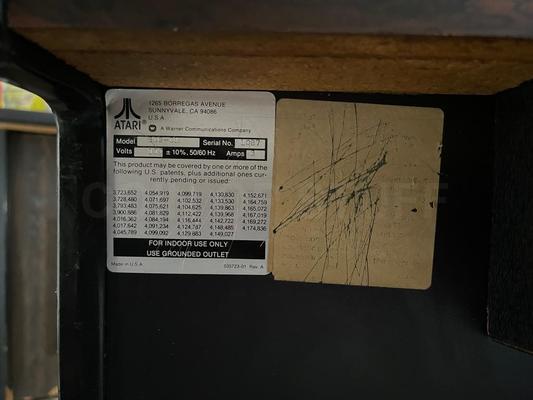 1265 BORREGAS AVENUE
SUNNYVALE, CA 94086
U.S.A.
ATARI
A Warner Communications Company
Model Serial No.
Volts ± 10%, 50/60 Hz Amps
This product may be covered by one or more of the
following U.S. patents, plus additional ones cur-
rently pending or issued:
3,723,652 4,054,919 4,099,719 4,130,830 4,152,671
3,728,480 4,071,697 4,102,532 4,133,530 4,164,759
3,793,483 4,075,621 4,104,625 4,139,863 4,165,072
3,900,886 4,081,829 4,112,422 4,139,968 4,167,019
4,016,362 4,084,194 4,116,444 4,142,722 4,169,272
4,017,642 4,091,234 4,124,787 4,148,485 4,174,836
4,045,789 4,099,092 4,129,883 4,149,027
FOR INDOOR USE ONLY
USE GROUNDED OUTLET
Made in U.S.A. 035723-01 Rev. A